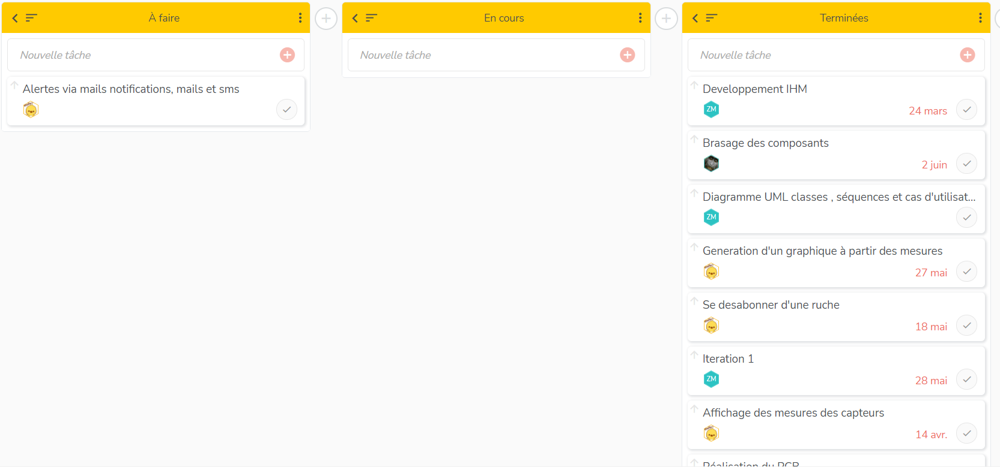 À faire
Nouvelle tâche
Alertes via mails notifications, mails et sms
En cours
Nouvelle tâche
Terminées
Nouvelle tâche
Developpement IHM
ZM
24 mars
Brasage des composants
2 juin
Diagramme UML classes , séquences et cas d'utilisat...
ZM
Generation d'un graphique à partir des mesures
27 mai
Se desabonner d'une ruche
18 mai
Iteration 1
ZM
28 mai
Affichage des mesures des capteurs
14 avr.
Réalisation du PCB